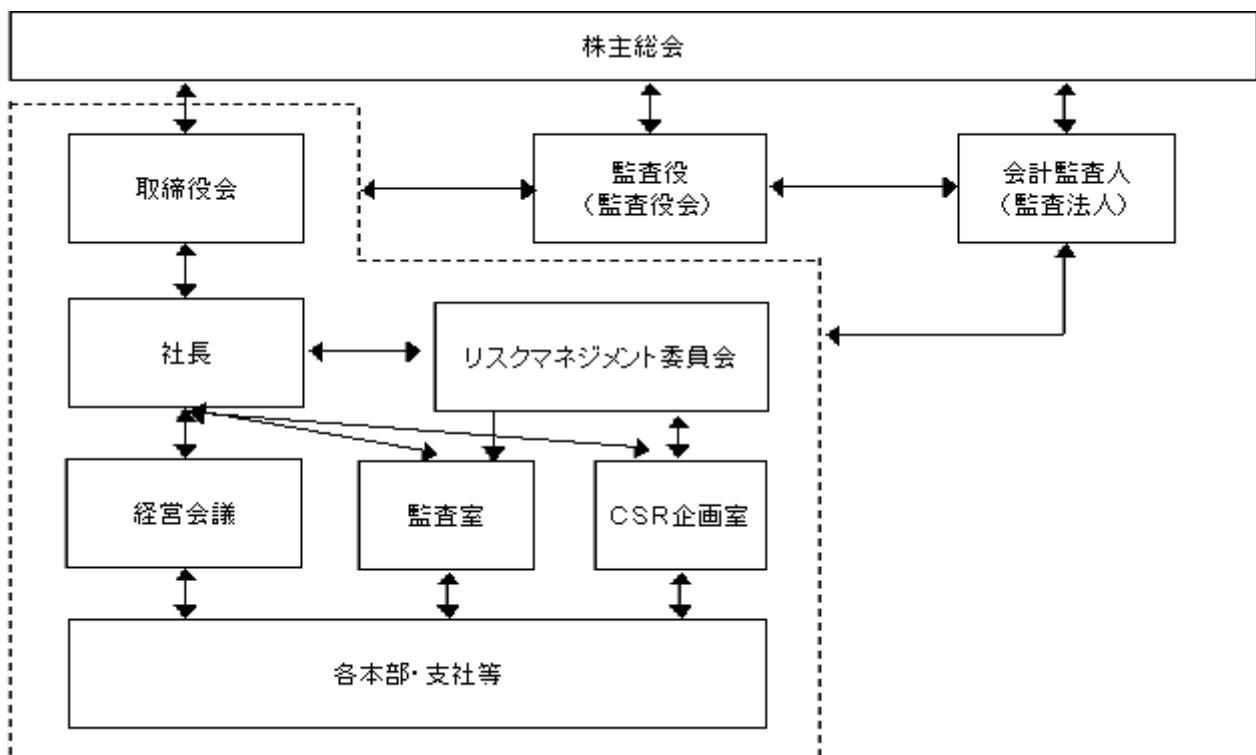 株主総会
取締役会
監査役
（監査役会）
会計監査人
（監査法人）
社長
リスクマネジメント委員会
経営会議
監査室
ＣＳＲ企画室
各本部・支社等